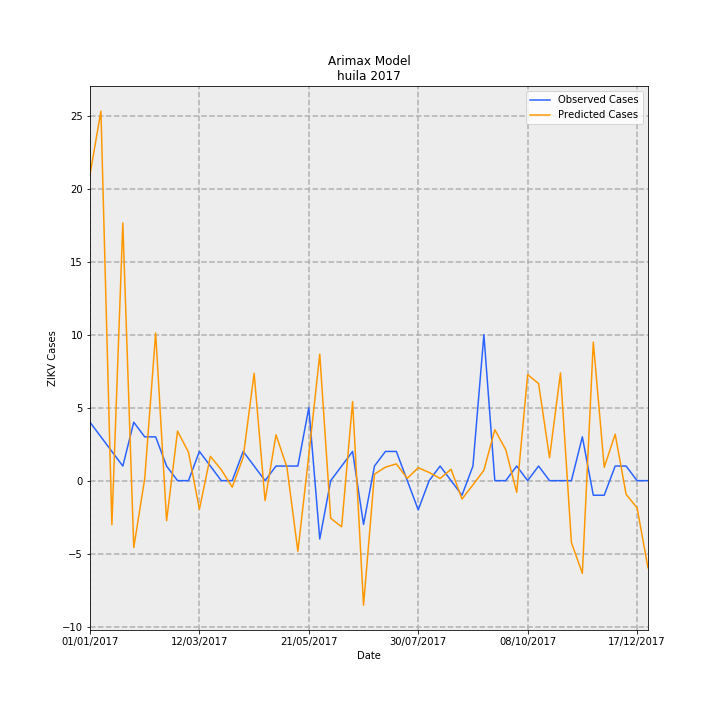 Arimax Model
huila 2017
Observed Cases
Predicted Cases
ZIKV Cases
25
20
15
10
5
0
−5
−10
01/01/2017
12/03/2017
21/05/2017
30/07/2017
08/10/2017
17/12/2017
Date